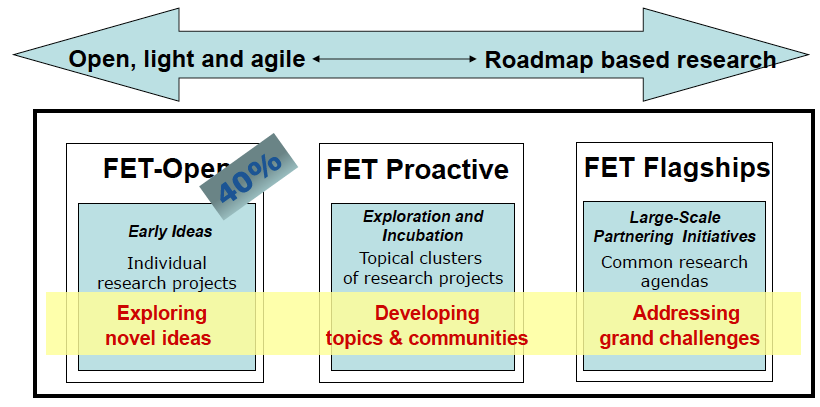 Open, light and agile
Roadmap based research
FET-Open
40%
Early Ideas
Individual
research projects
Exploring
novel ideas
FET Proactive
Exploration and
Incubation
Topical clusters
of research projects
Developing
topics & communities
FET Flagships
Large-Scale
Partnering Initiatives
Common research
agendas
Addressing
grand challenges